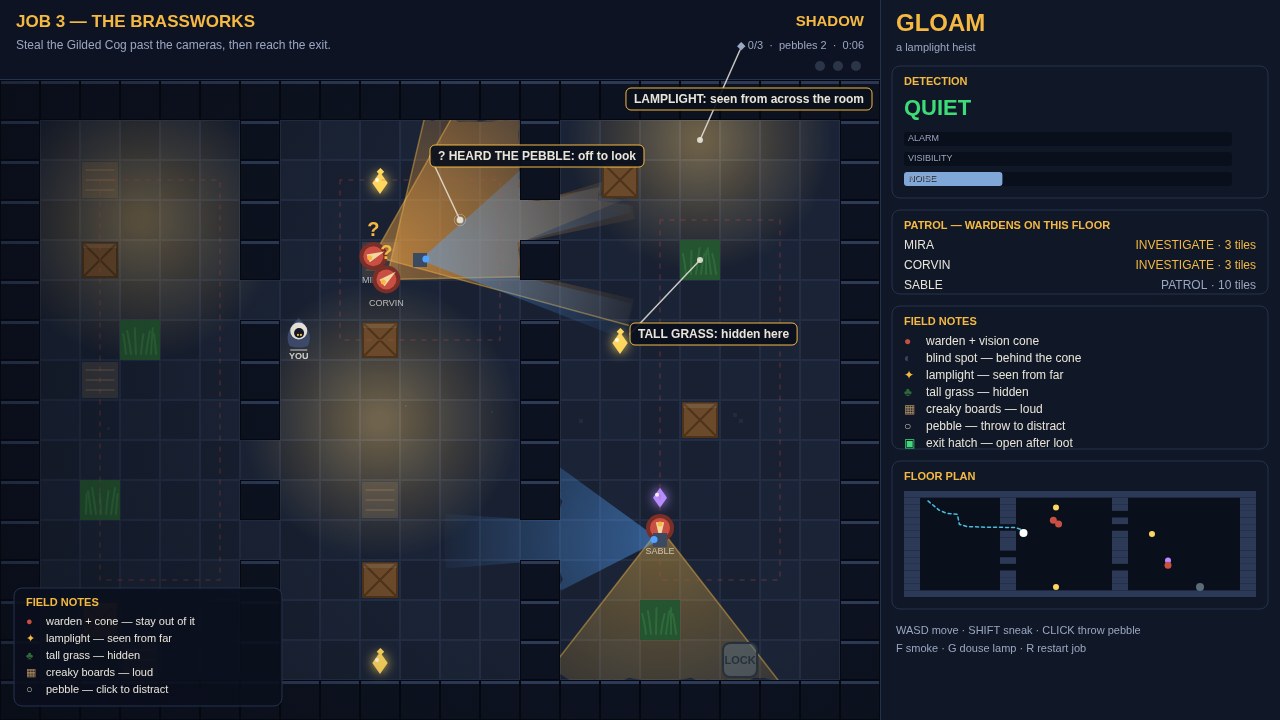 JOB 3 — THE BRASSWORKS
Steal the Gilded Cog past the cameras, then reach the exit.
SHADOW
◆ 0/3 · pebbles 2 · 0:06
LAMPLIGHT: seen from across the room
? HEARD THE PEBBLE: off to look
?
?
CORVIN
YOU
TALL GRASS: hidden here
SABLE
LOCK
FIELD NOTES
● warden + cone — stay out of it
✦ lamplight — seen from far
♣ tall grass — hidden
▦ creaky boards — loud
○ pebble — click to distract
GLOAM
a lamplight heist
DETECTION
QUIET
ALARM
VISIBILITY
NOISE
PATROL — WARDENS ON THIS FLOOR
MIRA INVESTIGATE · 3 tiles
CORVIN INVESTIGATE · 3 tiles
SABLE PATROL · 10 tiles
FIELD NOTES
● warden + vision cone
◖ blind spot — behind the cone
✦ lamplight — seen from far
♣ tall grass — hidden
▦ creaky boards — loud
○ pebble — throw to distract
▣ exit hatch — open after loot
FLOOR PLAN
WASD move · SHIFT sneak · CLICK throw pebble
F smoke · G douse lamp · R restart job